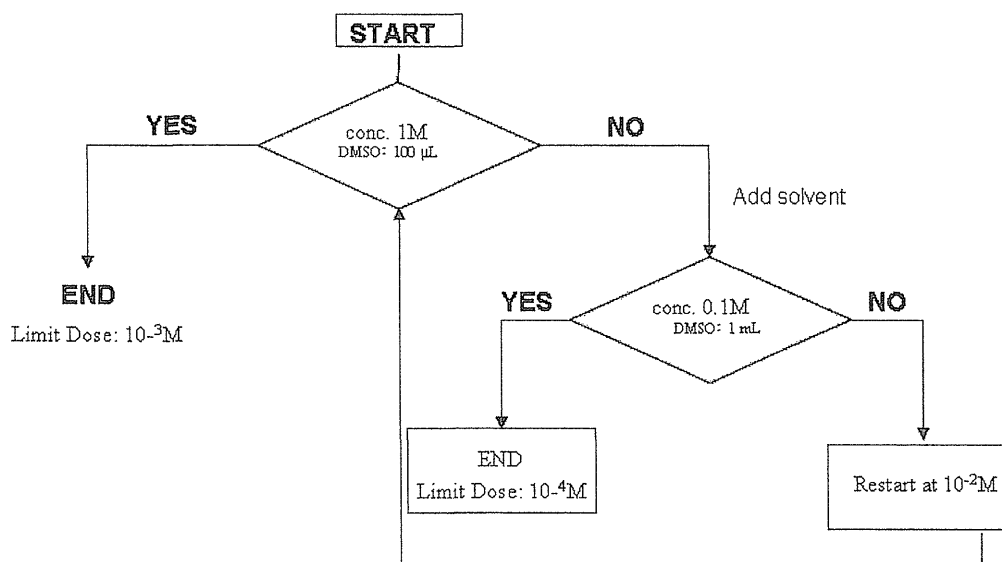 START
YES
conc. 1M
DMSO: 100 µL
NO
Add solvent
END
Limit Dose: 10-³M
YES
conc. 0.1M
DMSO: 1 mL
NO
END
Limit Dose: 10-⁴M
Restart at 10⁻²M